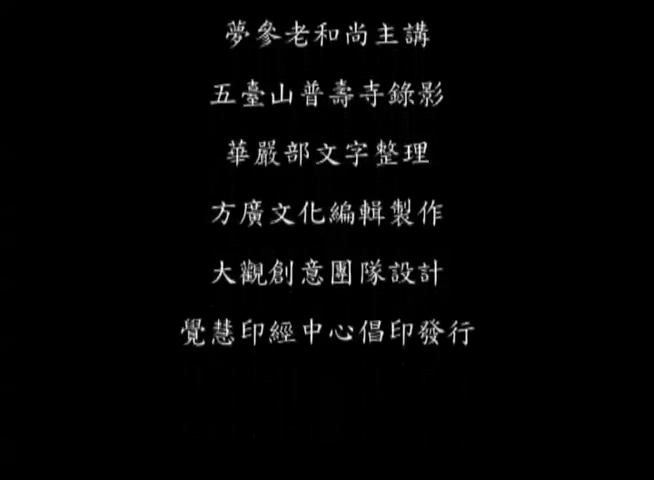 夢參老和尚主講
五臺山普壽寺錄影
華嚴部文字整理
方廣文化編輯製作
大觀創意團隊設計
覺慧印經中心倡印發行